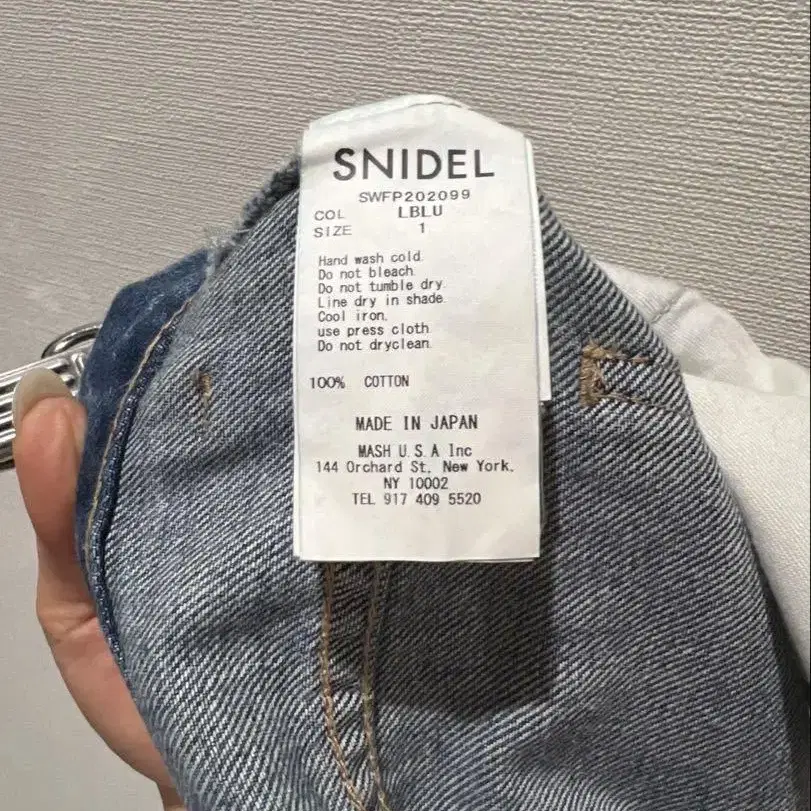 SNIDEL
SWFP202099
COL LBLU
SIZE 1
Hand wash cold.
Do not bleach.
Do not tumble dry.
Line dry in shade.
Cool iron,
use press cloth.
Do not dryclean.
100% COTTON
MADE IN JAPAN
MASH U.S.A Inc
144 Orchard St, New York,
NY 10002
TEL 917 409 5520